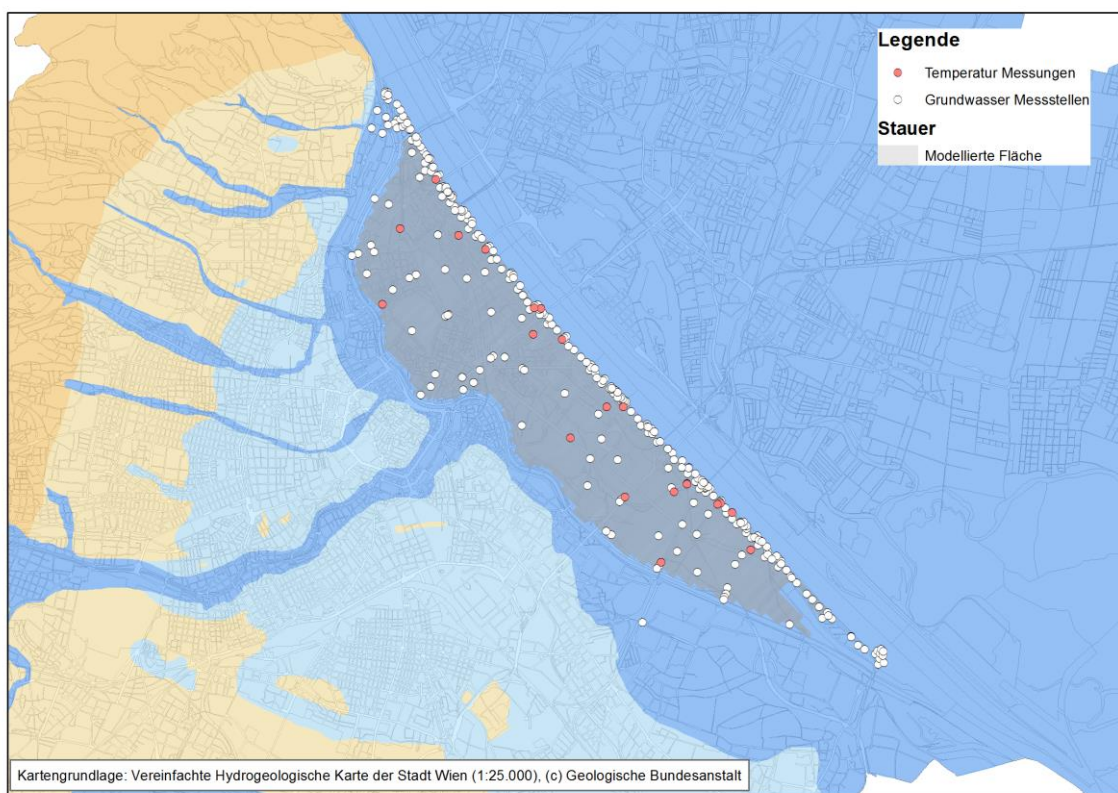 Legende
Temperatur Messungen
Grundwasser Messstellen
Stauer
Modellierte Fläche
Kartengrundlage: Vereinfachte Hydrogeologische Karte der Stadt Wien (1:25.000), (c) Geologische Bundesanstalt